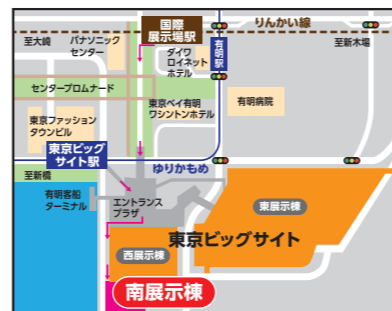 国際
展示場駅
りんかい線
至大崎
パナソニック
センター
ダイワ
ロイネット
ホテル
有明駅
至新木場
センタープロムナード
東京ベイ有明
ワシントンホテル
有明病院
東京ファッション
タウンビル
東京ビッグ
サイト駅
ゆりかもめ
至新橋
有明客船
ターミナル
エントランス
プラザ
東展示棟
東京ビッグサイト
西展示棟
南展示棟